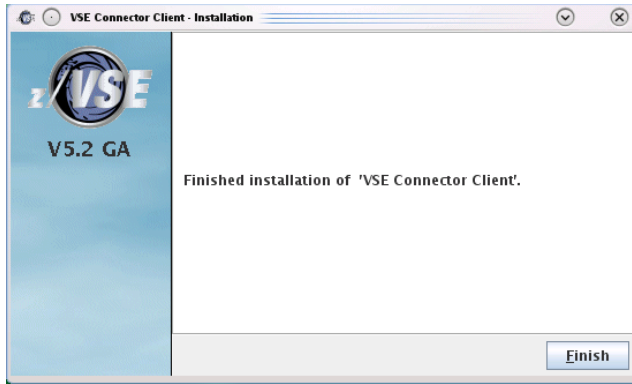 VSE Connector Client - Installation
z/VSE
V5.2 GA
Finished installation of 'VSE Connector Client'.
Finish